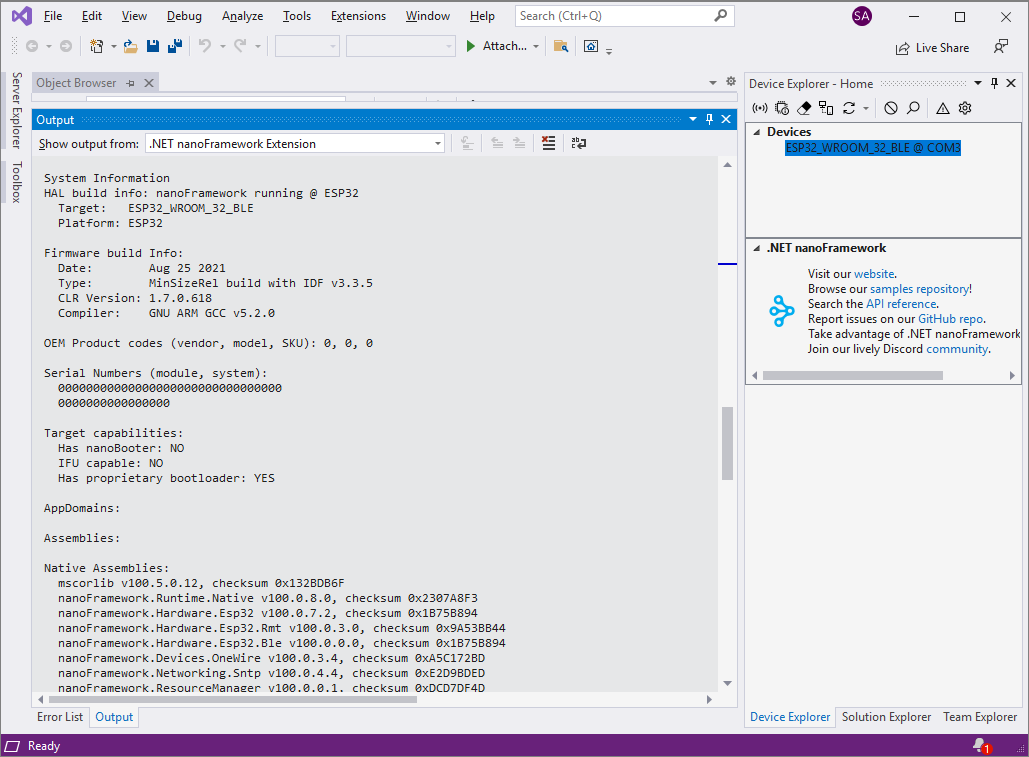 File Edit View Debug Analyze Tools Extensions Window Help Search (Ctrl+Q) SA
Attach... Live Share
Server Explorer
Toolbox
Object Browser
Output
Show output from: .NET nanoFramework Extension
System Information
HAL build info: nanoFramework running @ ESP32
Target: ESP32_WROOM_32_BLE
Platform: ESP32
Firmware build Info:
Date: Aug 25 2021
Type: MinSizeRel build with IDF v3.3.5
CLR Version: 1.7.0.618
Compiler: GNU ARM GCC v5.2.0
OEM Product codes (vendor, model, SKU): 0, 0, 0
Serial Numbers (module, system):
00000000000000000000000000000000
0000000000000000
Target capabilities:
Has nanoBooter: NO
IFU capable: NO
Has proprietary bootloader: YES
AppDomains:
Assemblies:
Native Assemblies:
mscorlib v100.5.0.12, checksum 0x132BDB6F
nanoFramework.Runtime.Native v100.0.8.0, checksum 0x2307A8F3
nanoFramework.Hardware.Esp32 v100.0.7.2, checksum 0x1B75B894
nanoFramework.Hardware.Esp32.Rmt v100.0.3.0, checksum 0x9A53BB44
nanoFramework.Hardware.Esp32.Ble v100.0.0.0, checksum 0x1B75B894
nanoFramework.Devices.OneWire v100.0.3.4, checksum 0xA5C172BD
nanoFramework.Networking.Sntp v100.0.4.4, checksum 0xE2D9BDED
nanoFramework.ResourceManager v100.0.0.1, checksum 0xDCD7DF4D
Error List Output
Device Explorer - Home
Devices
ESP32_WROOM_32_BLE @ COM3
.NET nanoFramework
Visit our website.
Browse our samples repository!
Search the API reference.
Report issues on our GitHub repo.
Take advantage of .NET nanoFramework
Join our lively Discord community.
Device Explorer Solution Explorer Team Explorer
Ready 1